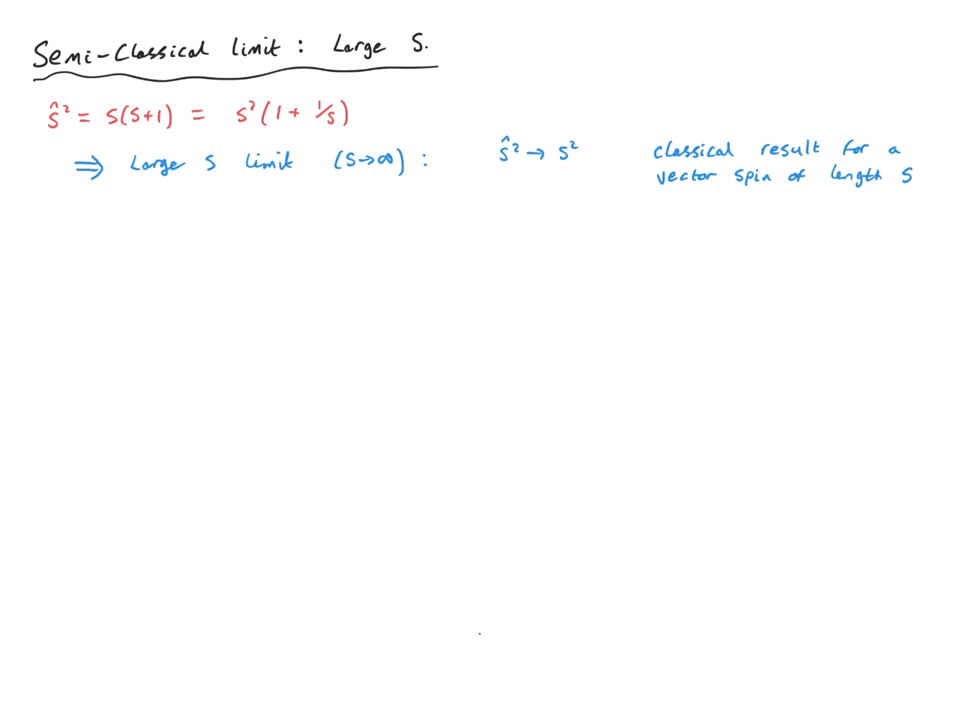 Semi-Classical limit : Large S.
Ŝ² = S(S+1) = S²(1 + 1/S)
⇒ Large S limit (S→∞) : Ŝ² → S² classical result for a
vector spin of length S